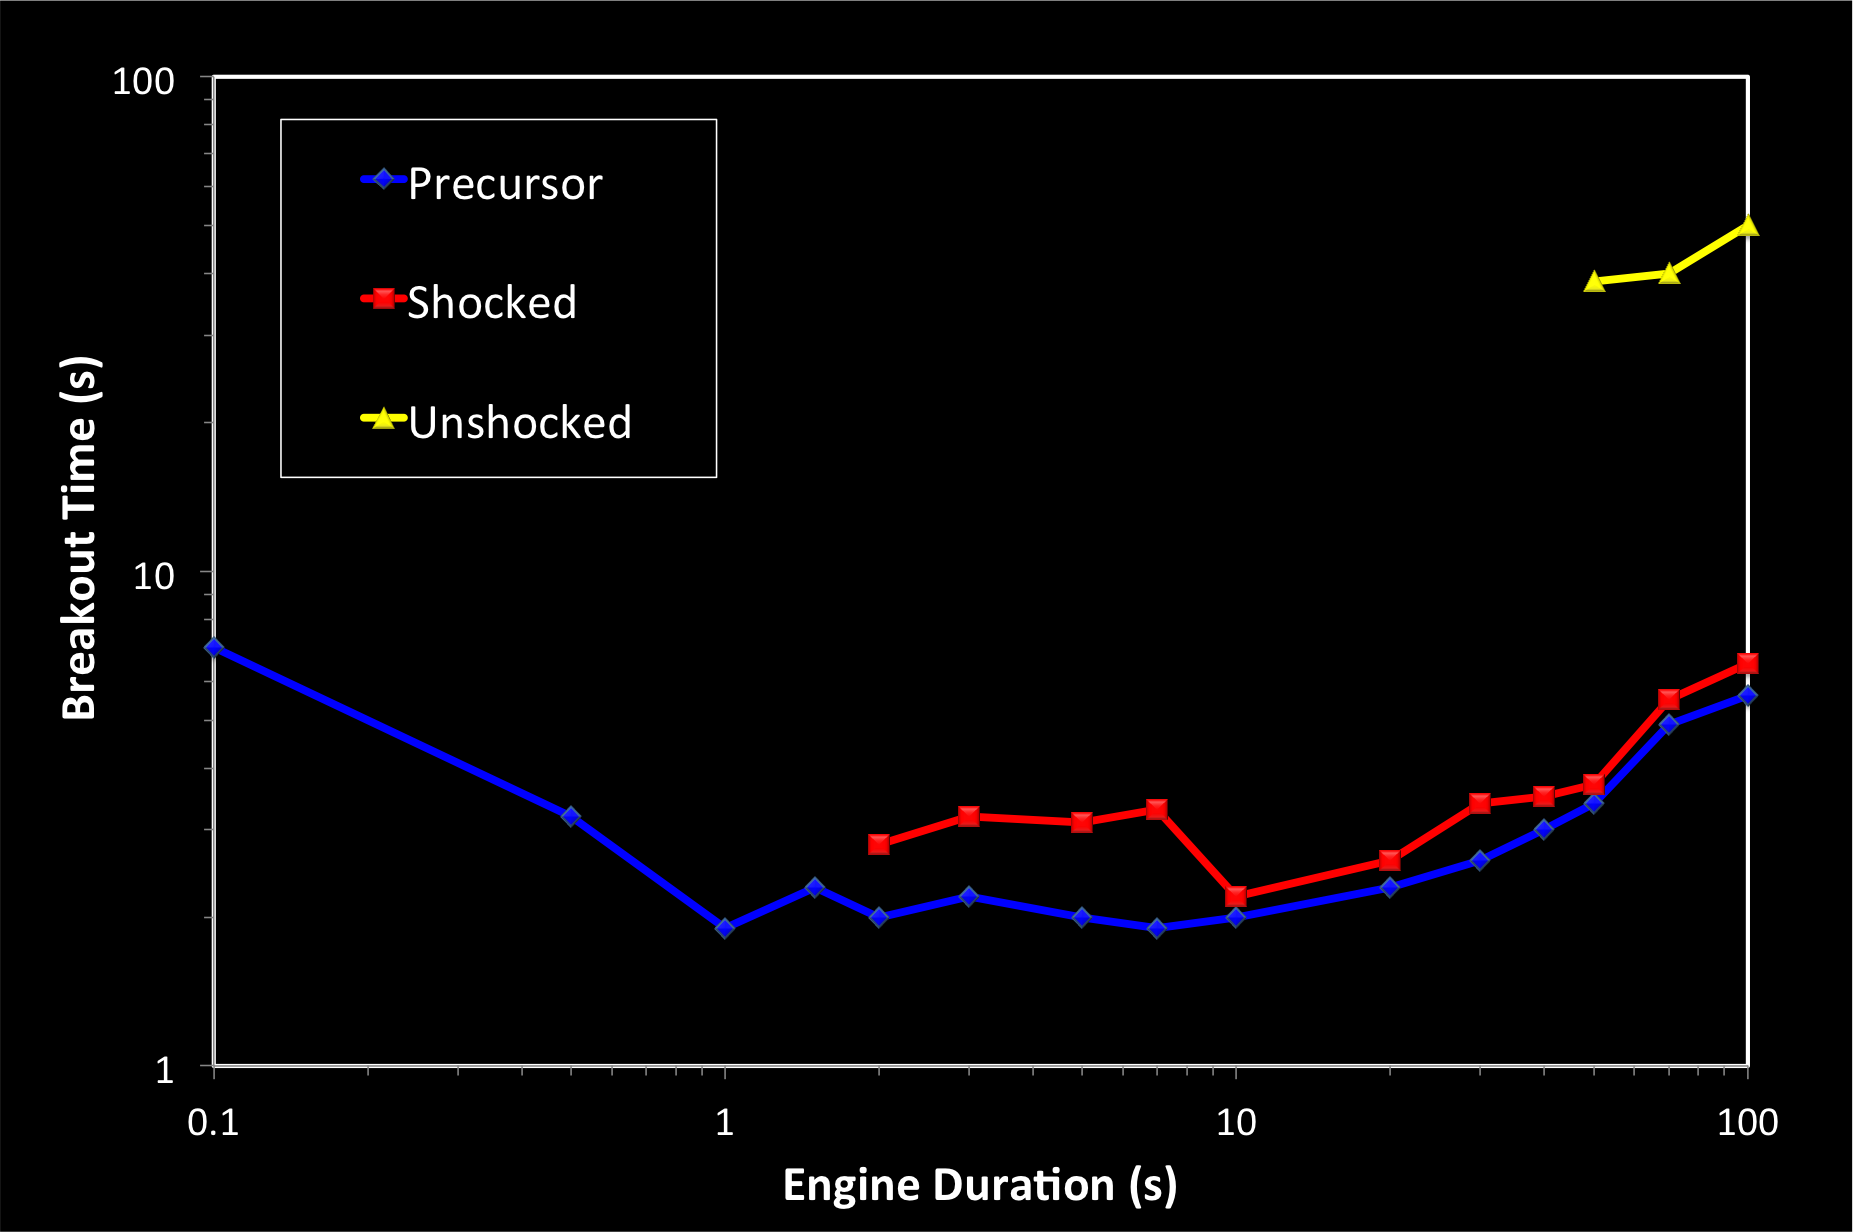 100
10
1
Breakout Time (s)
Precursor
Shocked
Unshocked
0.1 1 10 100
Engine Duration (s)